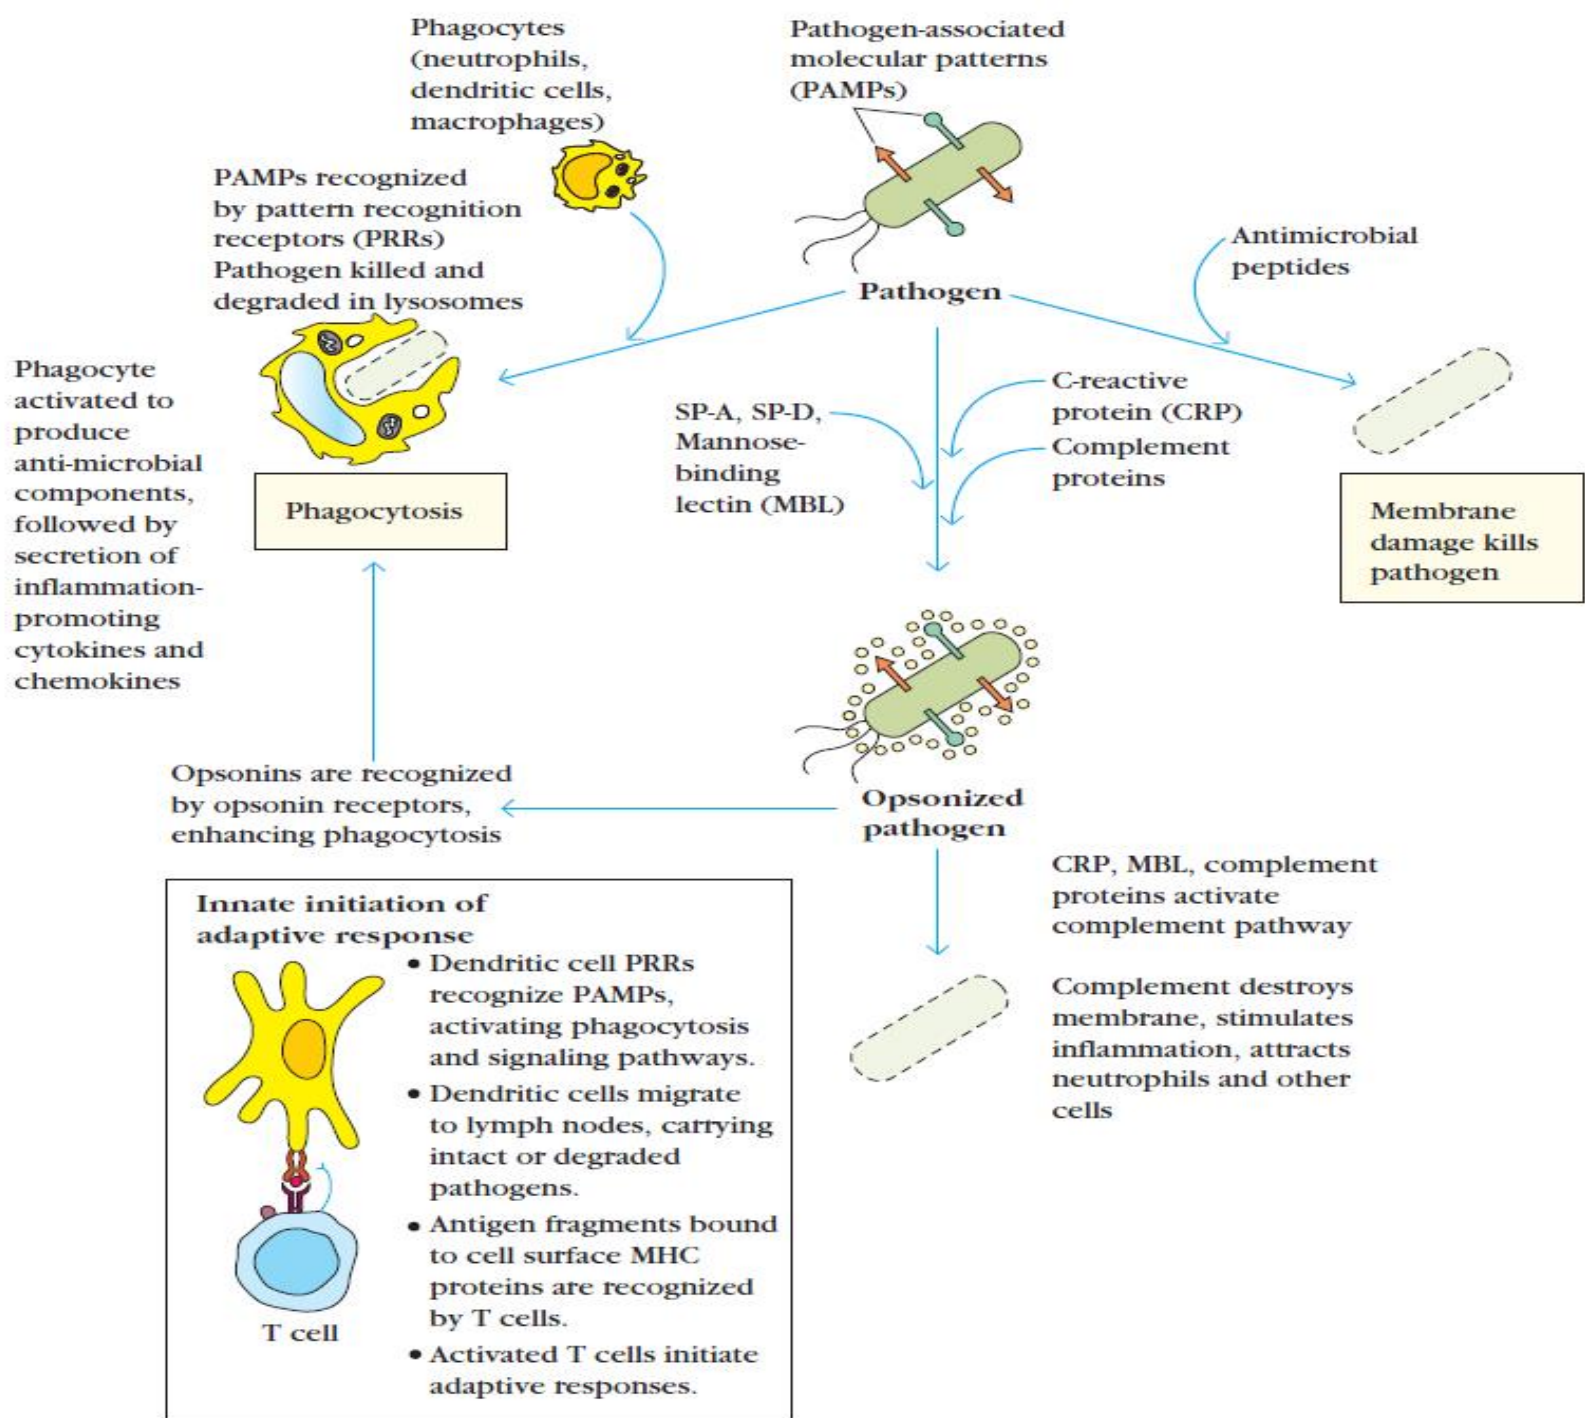 Phagocytes
(neutrophils,
dendritic cells,
macrophages)
Pathogen-associated
molecular patterns
(PAMPs)
PAMPs recognized
by pattern recognition
receptors (PRRs)
Pathogen killed and
degraded in lysosomes
Antimicrobial
peptides
Pathogen
Phagocyte
activated to
produce
anti-microbial
components,
followed by
secretion of
inflammation-
promoting
cytokines and
chemokines
SP-A, SP-D,
Mannose-
binding
lectin (MBL)
C-reactive
protein (CRP)
Complement
proteins
Phagocytosis
Membrane
damage kills
pathogen
Opsonins are recognized
by opsonin receptors,
enhancing phagocytosis
Opsonized
pathogen
CRP, MBL, complement
proteins activate
complement pathway
Complement destroys
membrane, stimulates
inflammation, attracts
neutrophils and other
cells
Innate initiation of
adaptive response
• Dendritic cell PRRs
recognize PAMPs,
activating phagocytosis
and signaling pathways.
• Dendritic cells migrate
to lymph nodes, carrying
intact or degraded
pathogens.
• Antigen fragments bound
to cell surface MHC
proteins are recognized
by T cells.
• Activated T cells initiate
adaptive responses.
T cell